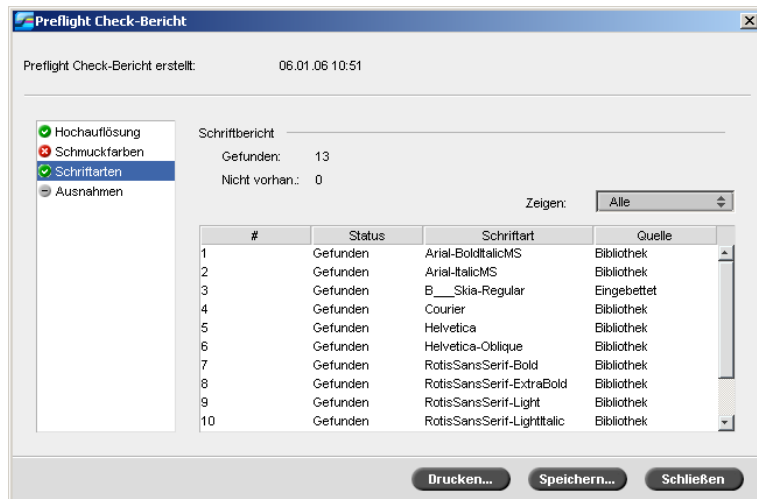 Preflight Check-Bericht
Preflight Check-Bericht erstellt: 06.01.06 10:51
Hochauflösung
Schmuckfarben
Schriftarten
Ausnahmen
Schriftbericht
Gefunden: 13
Nicht vorhan.: 0
Zeigen: Alle
# Status Schriftart Quelle
1 Gefunden Arial-BoldItalicMS Bibliothek
2 Gefunden Arial-ItalicMS Bibliothek
3 Gefunden B___Skia-Regular Eingebettet
4 Gefunden Courier Bibliothek
5 Gefunden Helvetica Bibliothek
6 Gefunden Helvetica-Oblique Bibliothek
7 Gefunden RotisSansSerif-Bold Bibliothek
8 Gefunden RotisSansSerif-ExtraBold Bibliothek
9 Gefunden RotisSansSerif-Light Bibliothek
10 Gefunden RotisSansSerif-LightItalic Bibliothek
Drucken... Speichern... Schließen